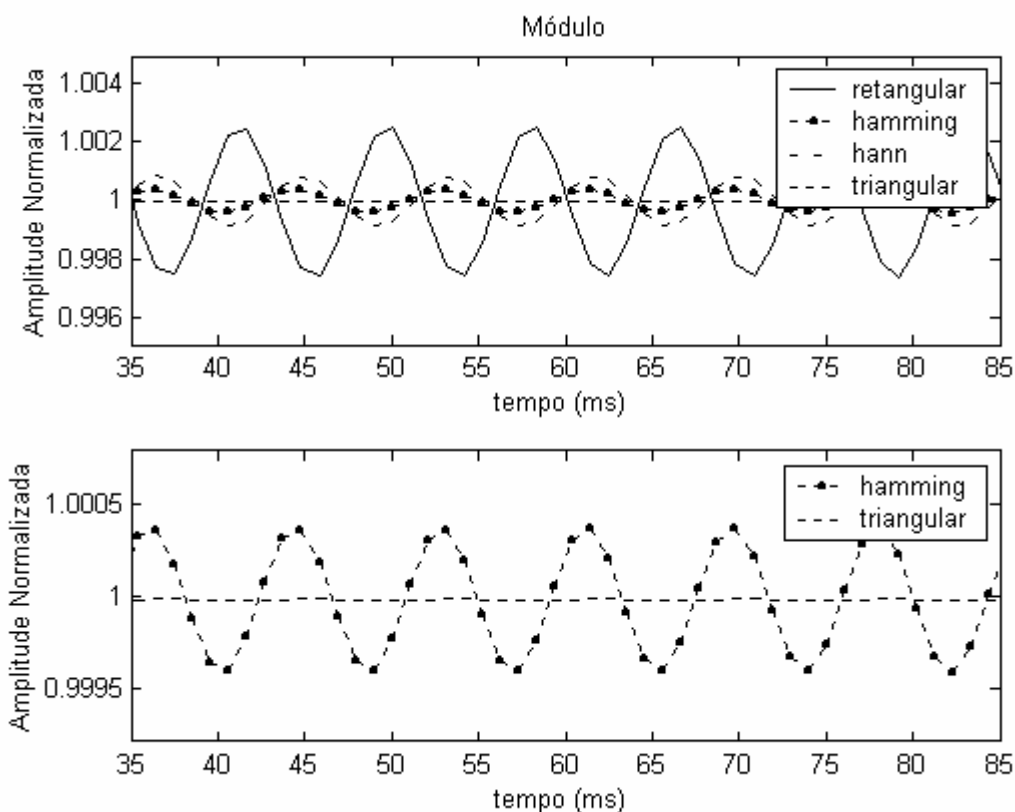 Módulo
Amplitude Normalizada
1.004
1.002
1
0.998
0.996
retangular
hamming
hann
triangular
35 40 45 50 55 60 65 70 75 80 85
tempo (ms)
Amplitude Normalizada
1.0005
1
0.9995
hamming
triangular
35 40 45 50 55 60 65 70 75 80 85
tempo (ms)